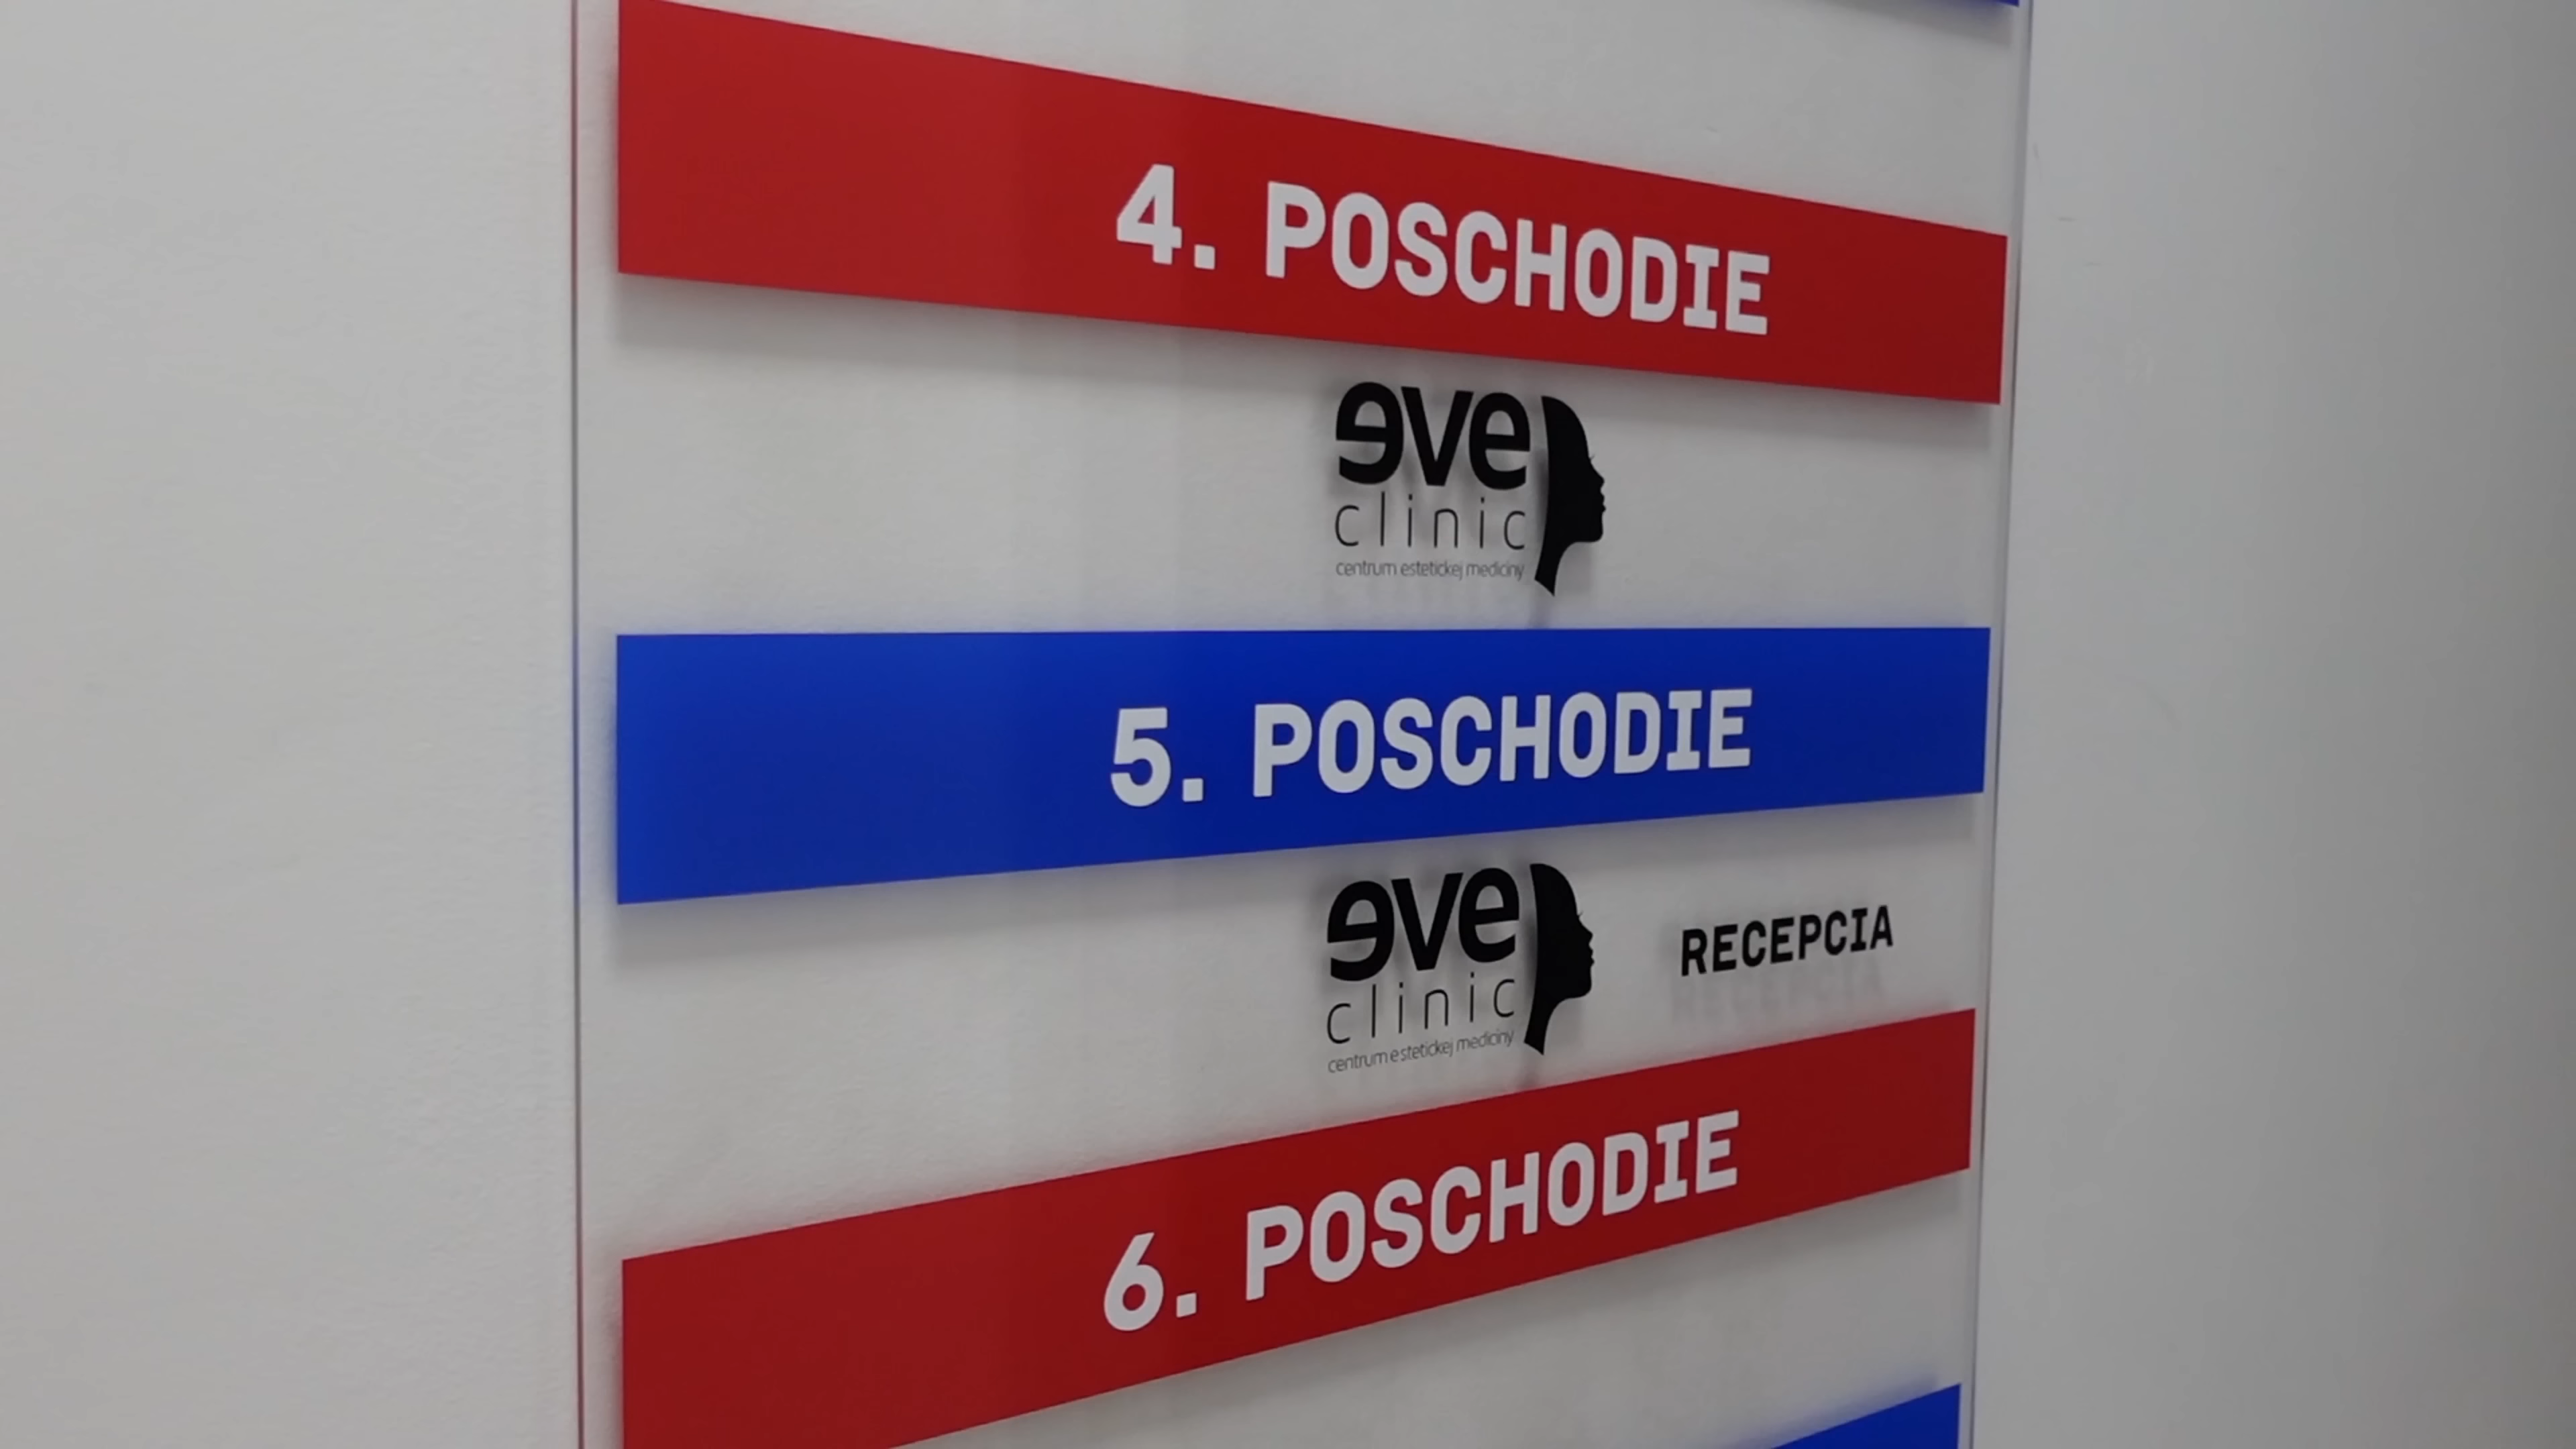 4. POSCHODIE
eve
clinic
centrum estetickej medicíny
5. POSCHODIE
eve
clinic
centrum estetickej medicíny
RECEPCIA
6. POSCHODIE